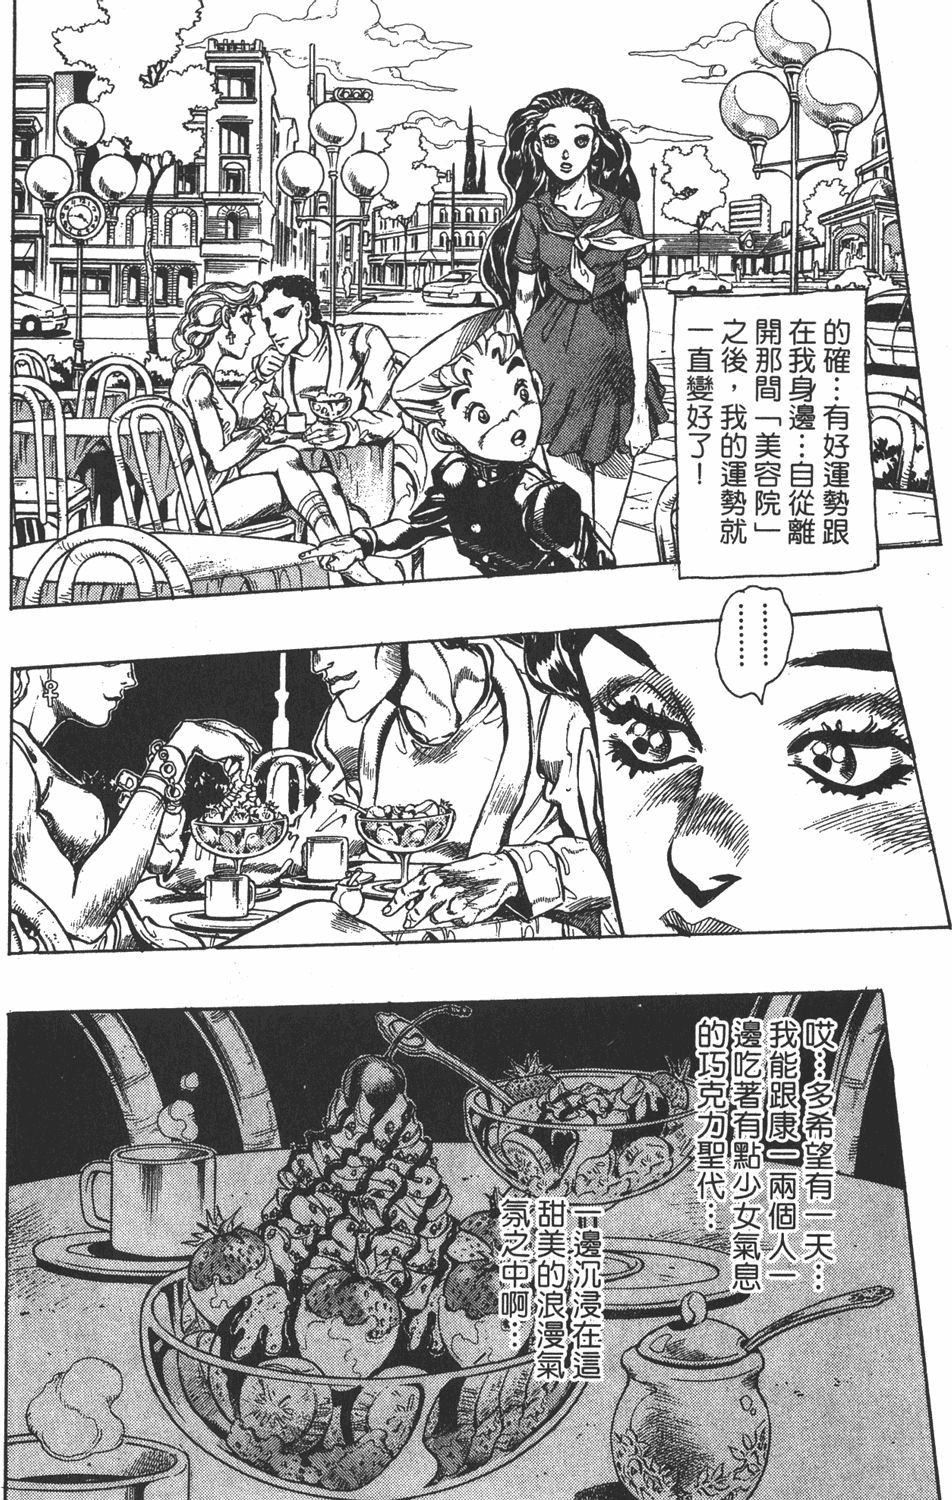 的確⋯有好運勢跟
在我身邊⋯自從離
開那間「美容院」
之後，我的運勢就
一直變好了！
⋯⋯⋯
⋯⋯⋯
哎⋯多希望有一天⋯
我能跟康一兩個人一
邊吃著有點少女氣息
的巧克力聖代⋯
一邊沉浸在這
甜美的浪漫氣
氛之中啊⋯